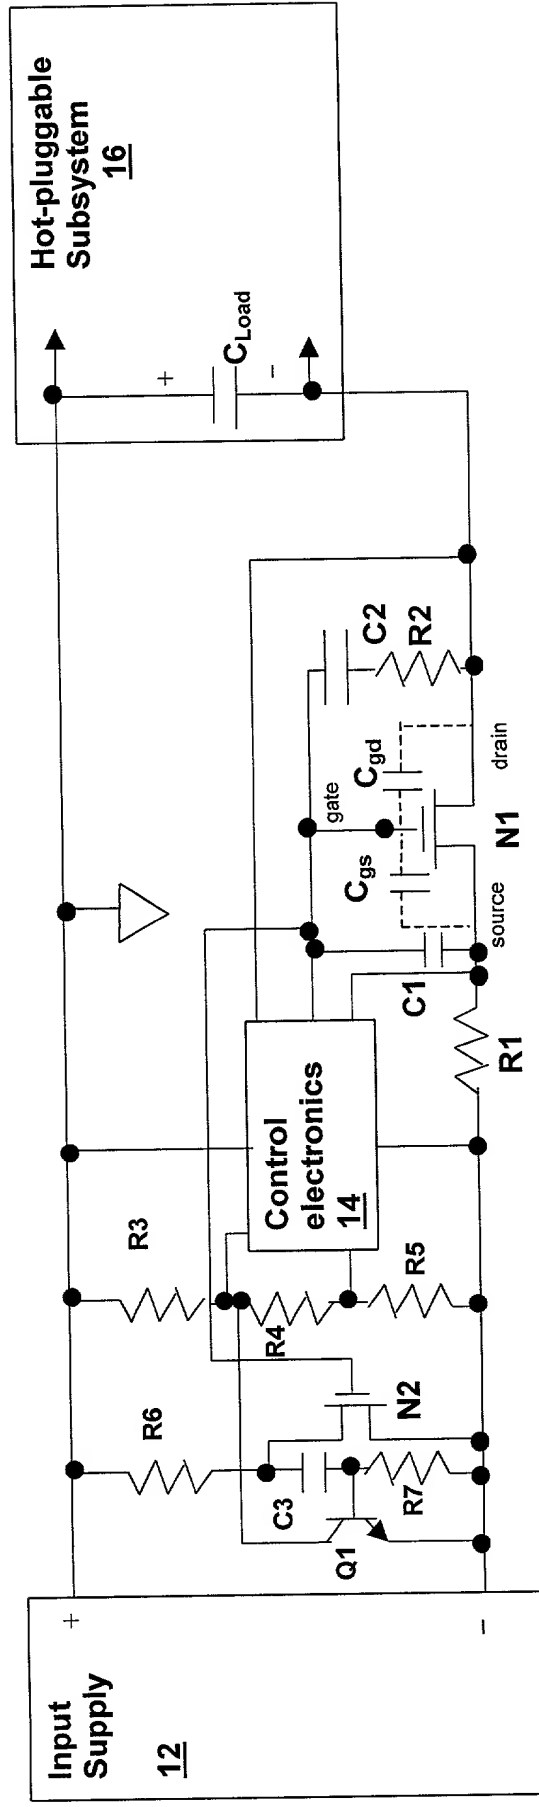 Input
Supply
12
+
-
R6
C3
Q1
R7
N2
R3
R4
R5
Control
electronics
14
R1
C1
source
Cgs
gate
Cgd
drain
N1
C2
R2
Hot-pluggable
Subsystem
16
+
-
CLoad